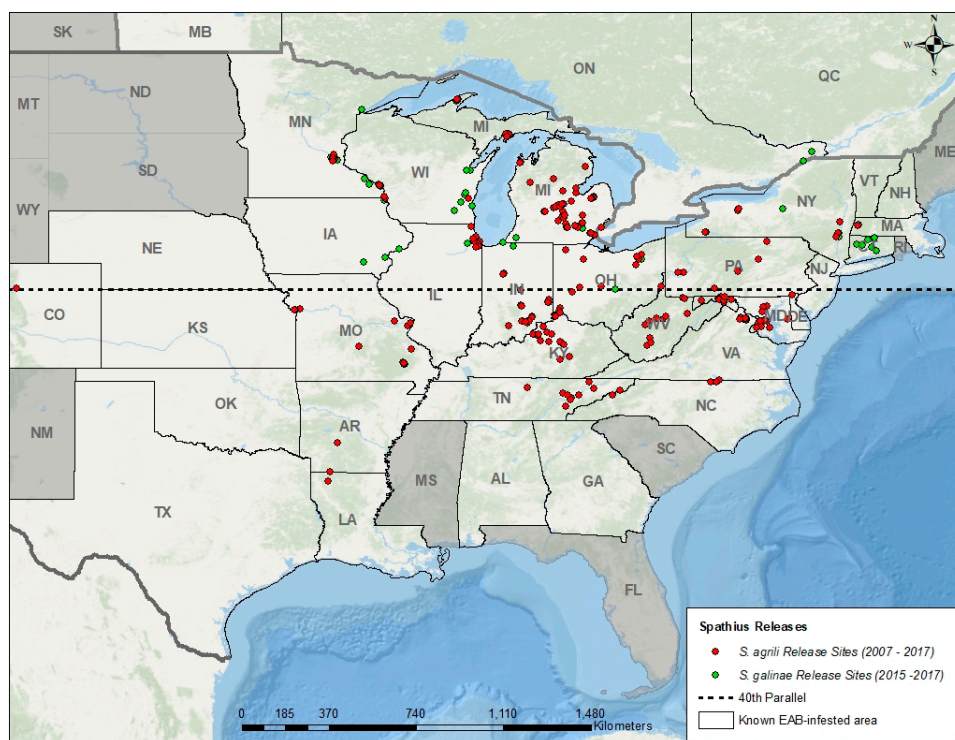 SK
MB
ON
QC
N
W
E
S
MT
ND
MN
MI
ME
SD
WI
MI
VT
NH
NY
WY
MA
RI
IA
NE
PA
NJ
IL
IN
OH
CO
MD
DE
KS
MO
WV
VA
KY
OK
TN
NC
NM
AR
SC
MS
AL
GA
TX
LA
FL
Spathius Releases
S. agrili Release Sites (2007 - 2017)
S. galinae Release Sites (2015 -2017)
40th Parallel
Known EAB-infested area
0 185 370 740 1,110 1,480
Kilometers